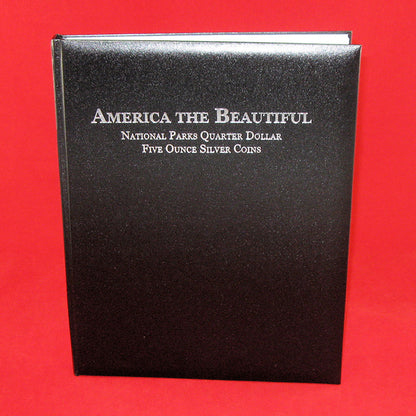 AMERICA THE BEAUTIFUL
NATIONAL PARKS QUARTER DOLLAR
FIVE OUNCE SILVER COINS